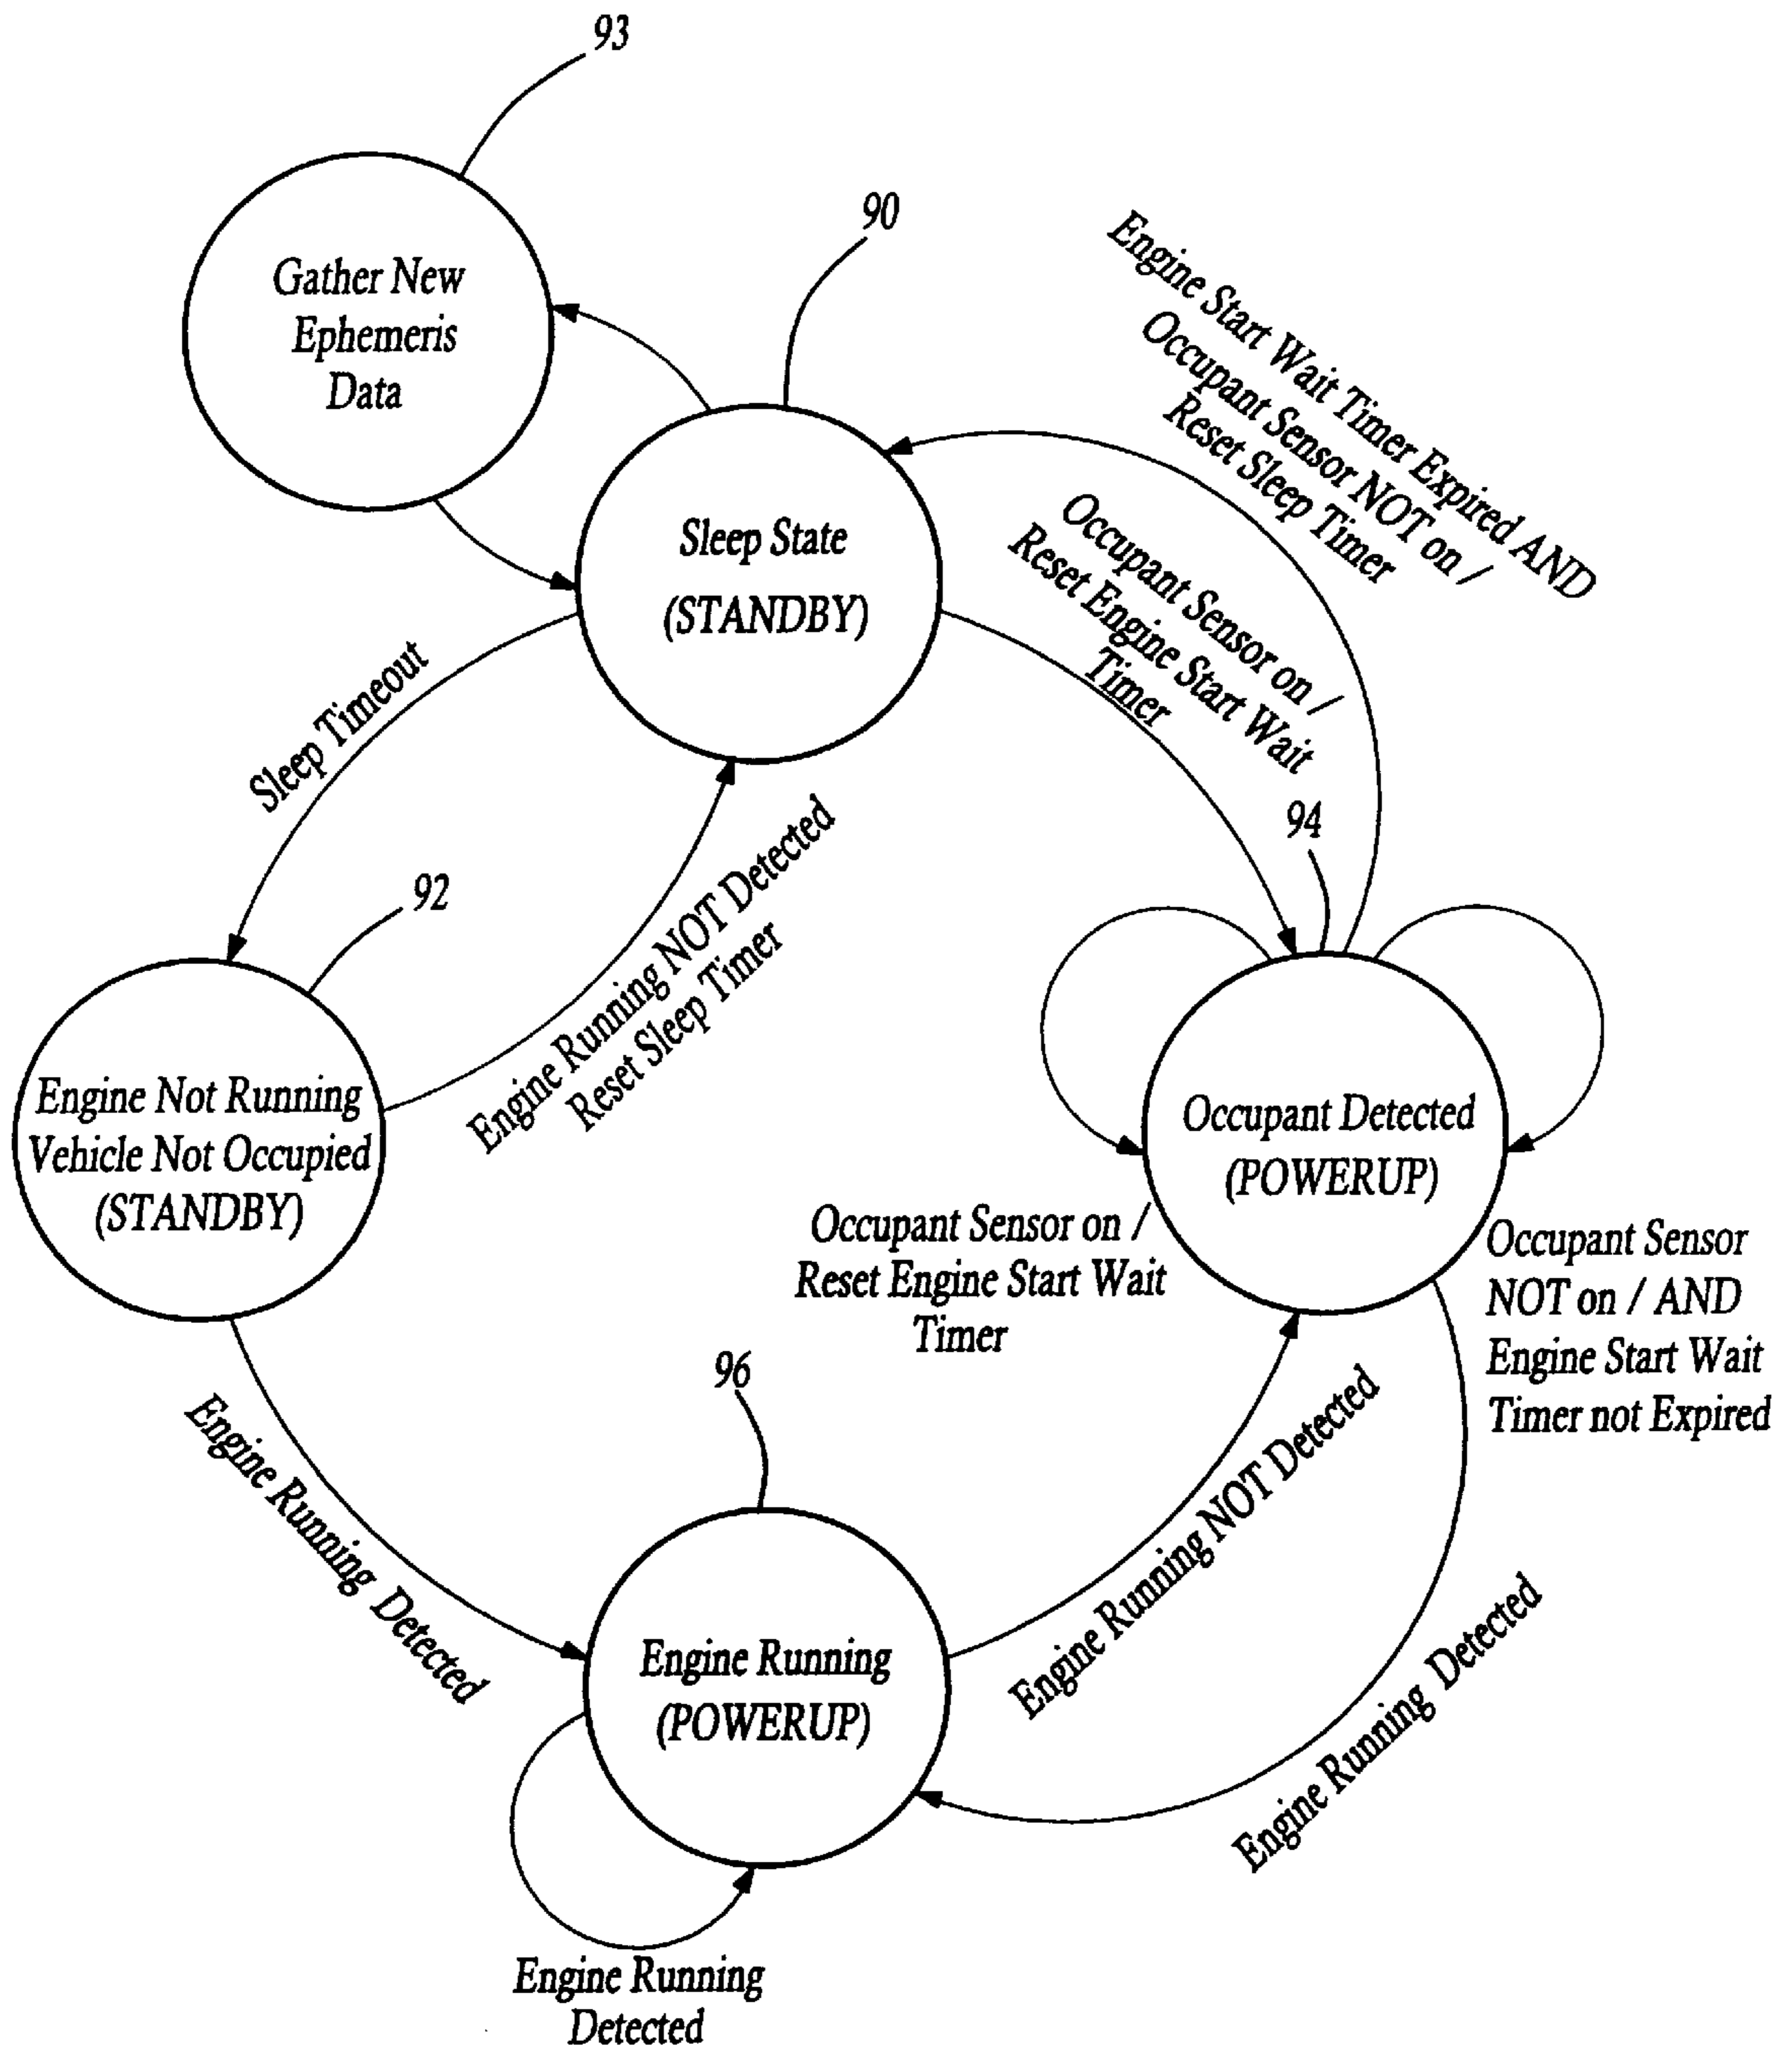 93
90
Gather New
Ephemeris
Data
Engine Start Wait Timer Expired AND
Occupant Sensor NOT on /
Reset Sleep Timer
Sleep State
(STANDBY)
Occupant Sensor on /
Reset Engine Start Wait
Timer
Sleep Timeout
94
92
Engine Running NOT Detected
Reset Sleep Timer
Engine Not Running
Vehicle Not Occupied
(STANDBY)
Occupant Detected
(POWERUP)
Occupant Sensor on /
Reset Engine Start Wait
Timer
Occupant Sensor
NOT on / AND
Engine Start Wait
Timer not Expired
96
Engine Running Detected
Engine Running NOT Detected
Engine Running Detected
Engine Running
(POWERUP)
Engine Running
Detected